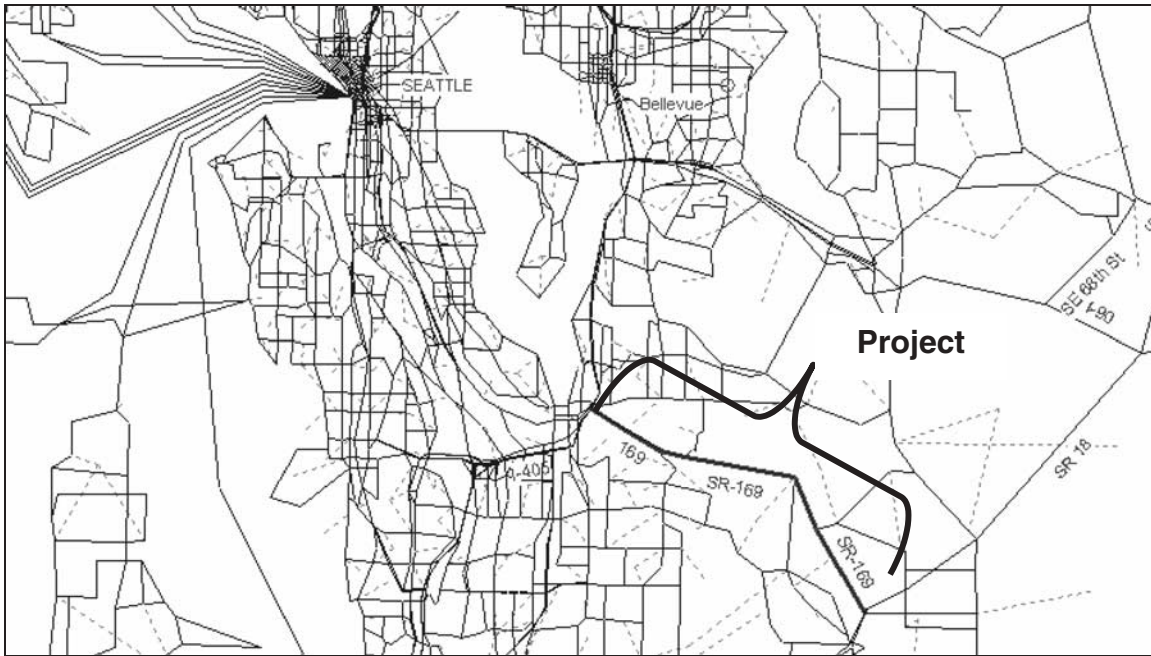 SEATTLE
Bellevue
SE 68th St
I-90
Project
169
SR-169
I-405
SR 18
SR-169